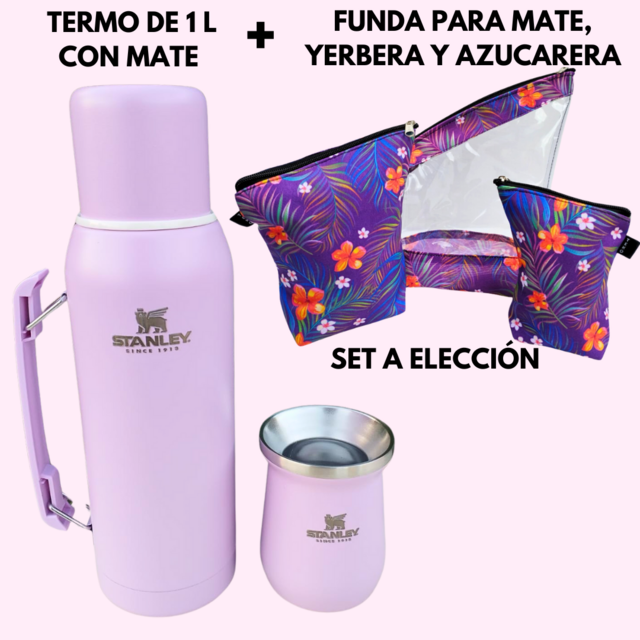 TERMO DE 1 L
CON MATE
+
FUNDA PARA MATE,
YERBERA Y AZUCARERA
SET A ELECCIÓN
STANLEY
SINCE 1913
STANLEY
SINCE 1913